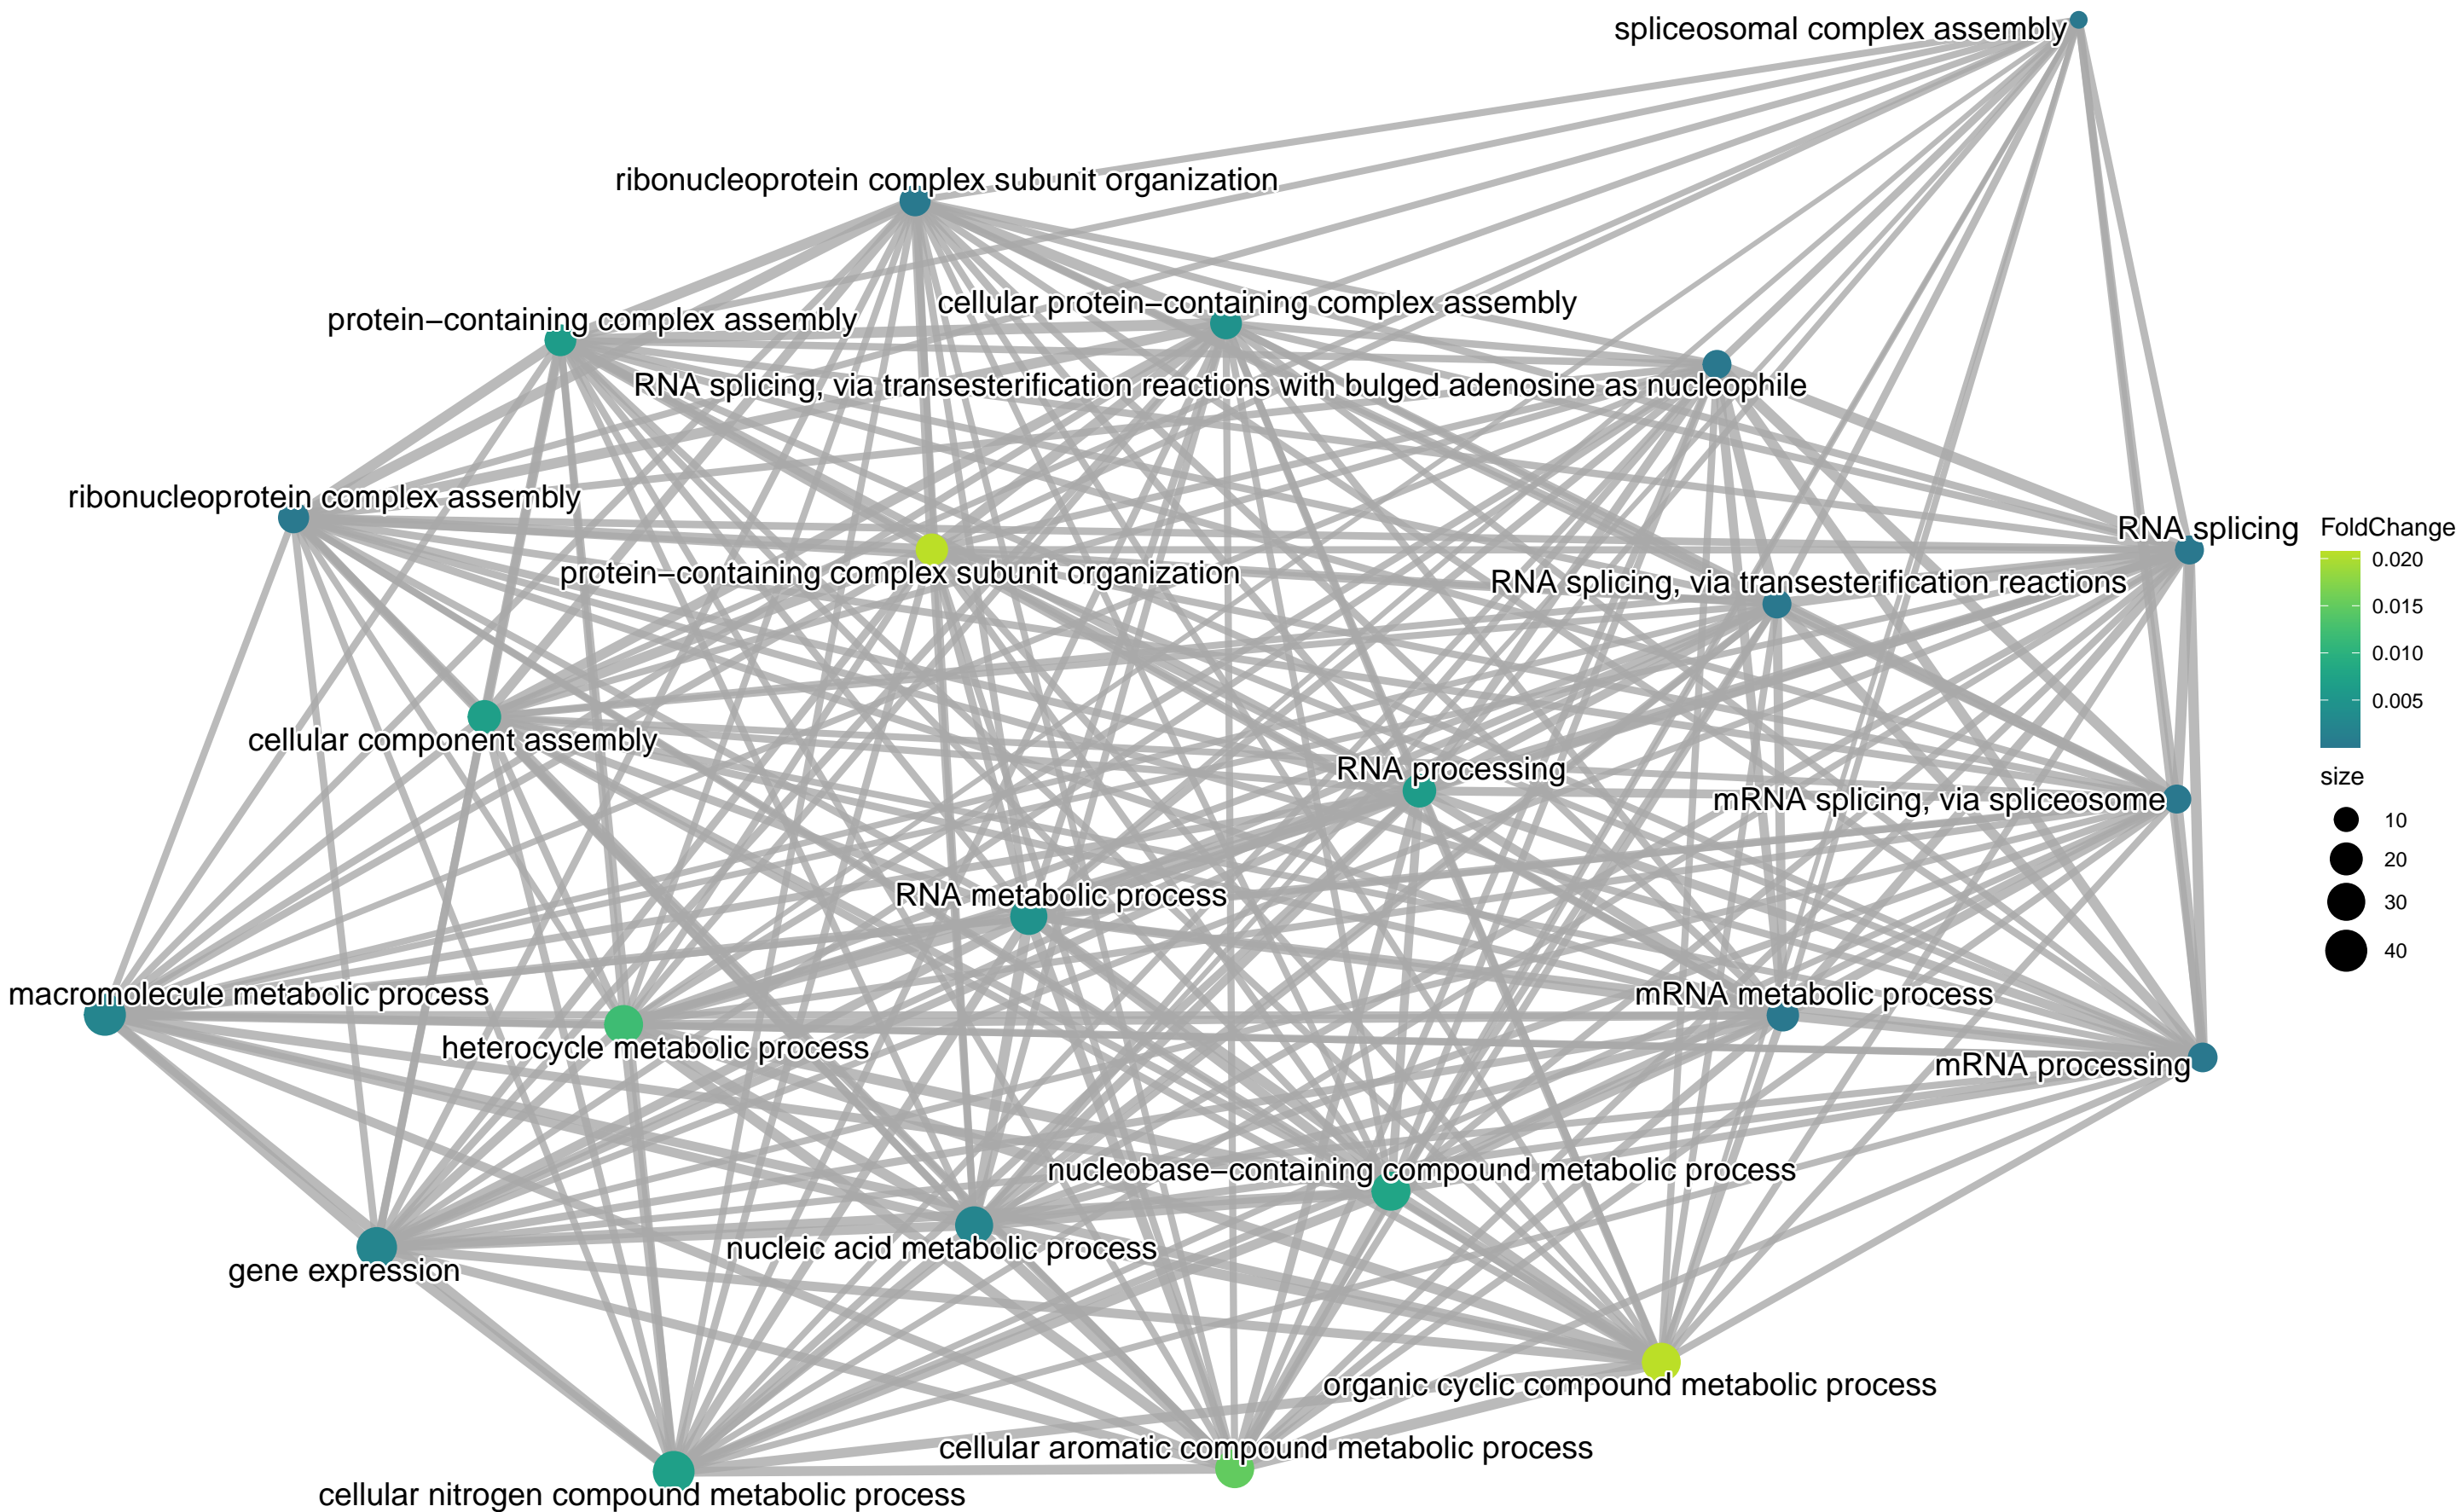 spliceosomal complex assembly
ribonucleoprotein complex subunit organization
cellular protein−containing complex assembly
protein−containing complex assembly
RNA splicing, via transesterification reactions with bulged adenosine as nucleophile
ribonucleoprotein complex assembly
RNA splicing
protein−containing complex subunit organization
RNA splicing, via transesterification reactions
cellular component assembly
RNA processing
mRNA splicing, via spliceosome
RNA metabolic process
macromolecule metabolic process
mRNA metabolic process
heterocycle metabolic process
mRNA processing
nucleobase−containing compound metabolic process
nucleic acid metabolic process
gene expression
organic cyclic compound metabolic process
cellular aromatic compound metabolic process
cellular nitrogen compound metabolic process
FoldChange
0.020
0.015
0.010
0.005
size
10
20
30
40